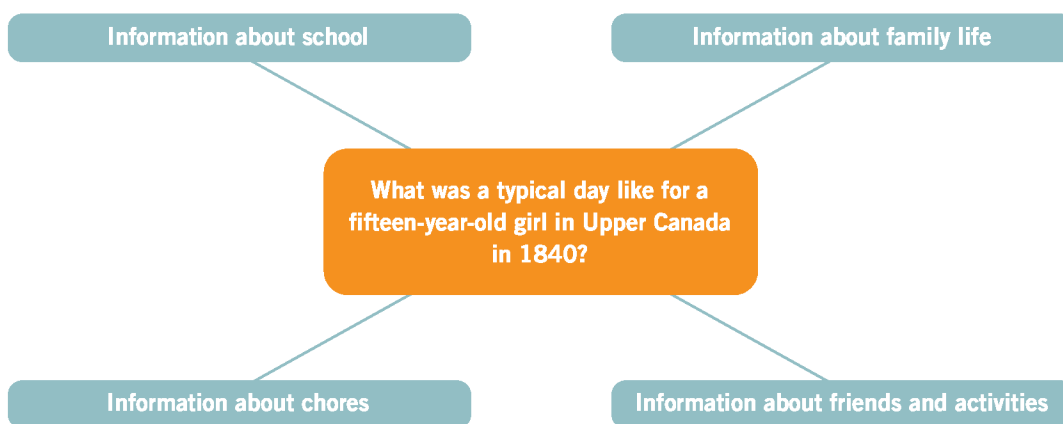 Information about school
Information about family life
What was a typical day like for a
fifteen-year-old girl in Upper Canada
in 1840?
Information about chores
Information about friends and activities